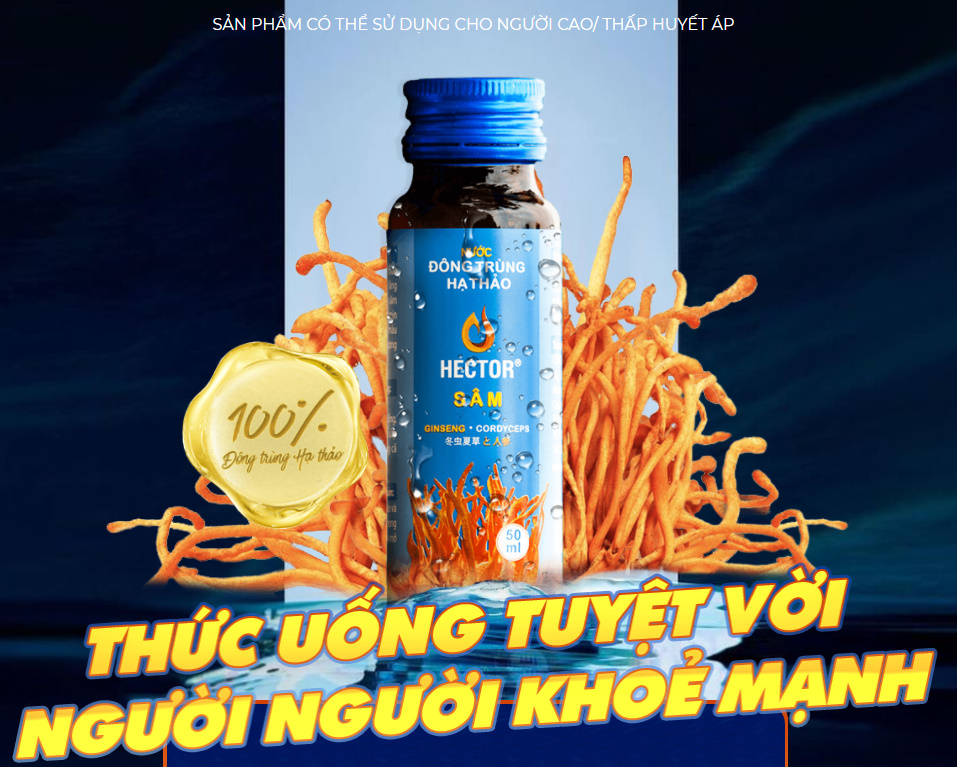 SẢN PHẨM CÓ THỂ SỬ DỤNG CHO NGƯỜI CAO/ THẤP HUYẾT ÁP
NƯỚC
ĐÔNG TRÙNG
HẠ THẢO
HECTOR®
SÂM
GINSENG • CORDYCEPS
冬虫夏草と人参
50
ml
100%
Đông trùng Hạ thảo
THỨC UỐNG TUYỆT VỜI
NGƯỜI NGƯỜI KHOẺ MẠNH